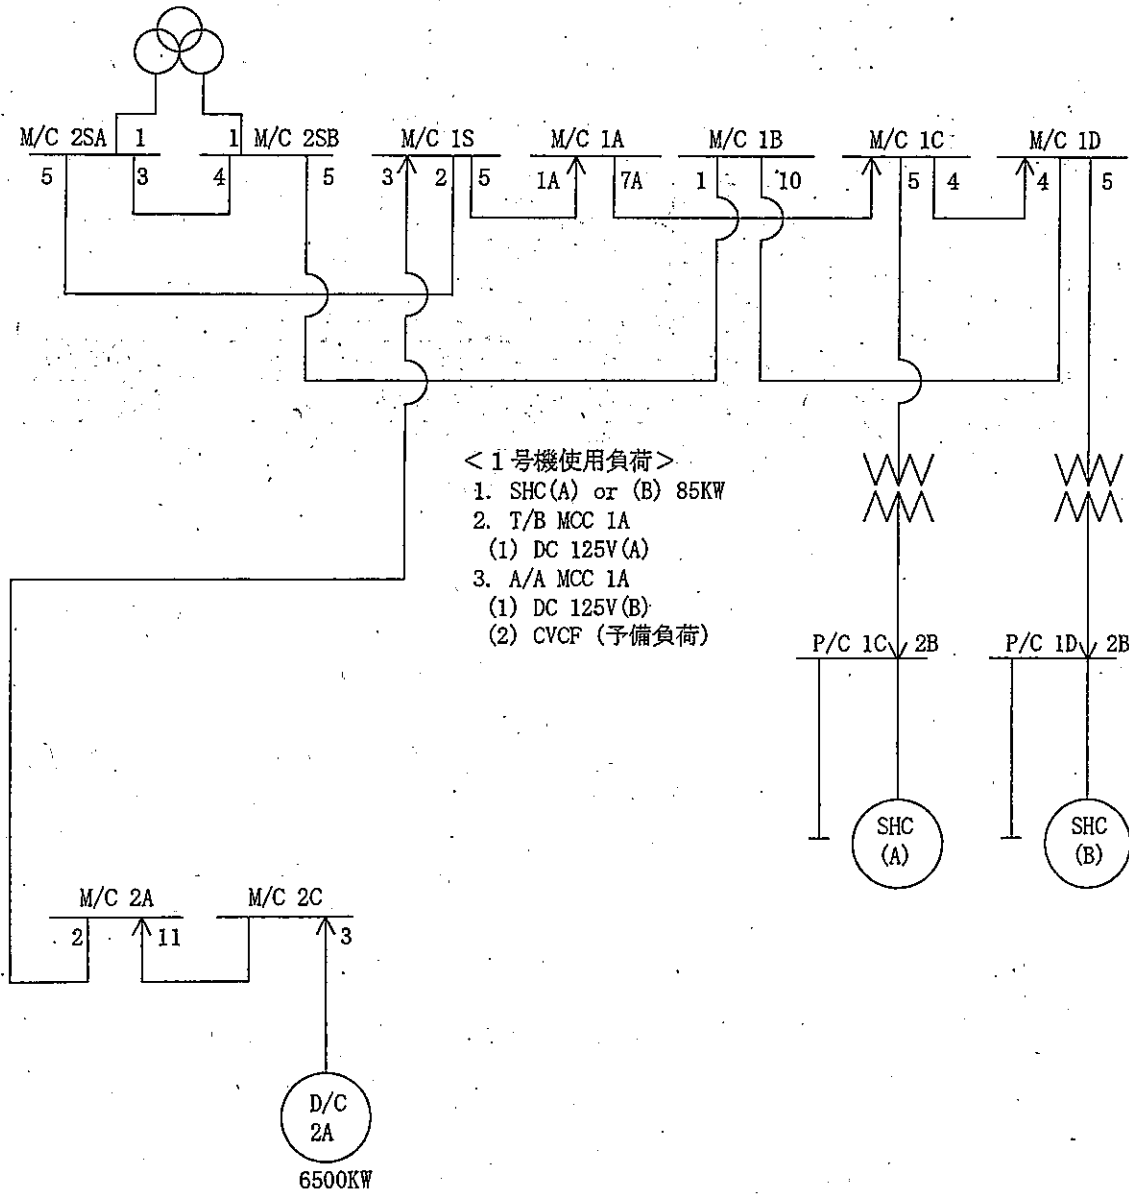 M/C 2SA 1
1 M/C 2SB
M/C 1S
M/C 1A
M/C 1B
M/C 1C
M/C 1D
5 3 4 5
3 2 5
1A 7A
1 10
5 4
4 5
<1号機使用負荷>
1. SHC(A) or (B) 85KW
2. T/B MCC 1A
(1) DC 125V(A)
3. A/A MCC 1A
(1) DC 125V(B)
(2) CVCF (予備負荷)
P/C 1C 2B
P/C 1D 2B
SHC
(A)
SHC
(B)
M/C 2A
M/C 2C
2 11
3
D/C
2A
6500KW